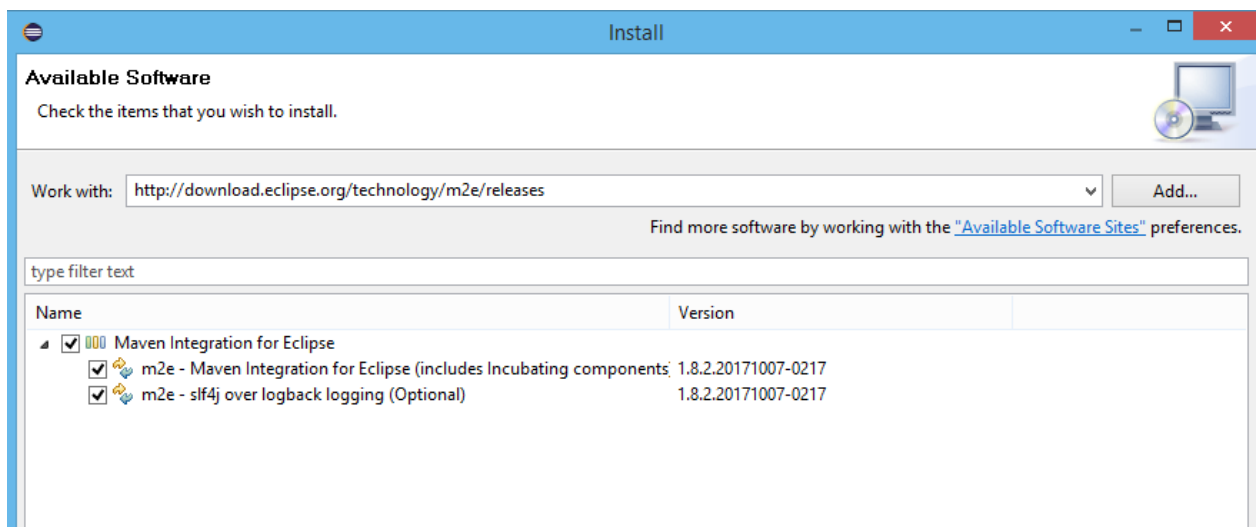 Install
Available Software
Check the items that you wish to install.
Work with: http://download.eclipse.org/technology/m2e/releases Add...
Find more software by working with the "Available Software Sites" preferences.
type filter text
Name Version
Maven Integration for Eclipse
m2e - Maven Integration for Eclipse (includes Incubating components) 1.8.2.20171007-0217
m2e - slf4j over logback logging (Optional) 1.8.2.20171007-0217